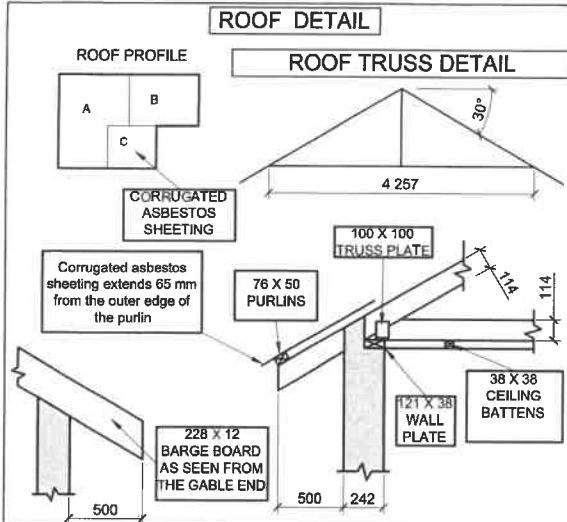 ROOF DETAIL
ROOF PROFILE
ROOF TRUSS DETAIL
A
B
C
30°
4 257
CORRUGATED
ASBESTOS
SHEETING
100 X 100
TRUSS PLATE
Corrugated asbestos
sheeting extends 65 mm
from the outer edge of
the purlin
76 X 50
PURLINS
114
114
38 X 38
CEILING
BATTENS
121 X 38
WALL
PLATE
228 X 12
BARGE BOARD
AS SEEN FROM
THE GABLE END
500
500
242